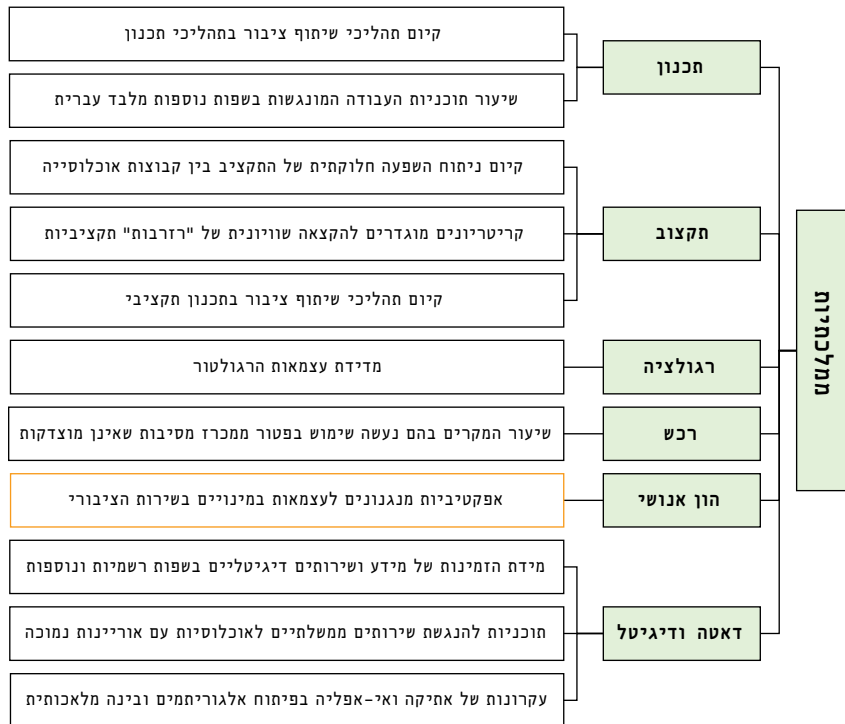 ממלכתיות
תכנון
קיום תהליכי שיתוף ציבור בתהליכי תכנון
שיעור תוכניות העבודה המונגשות בשפות נוספות מלבד עברית
תקצוב
קיום ניתוח השפעה חלוקתית של התקציב בין קבוצות אוכלוסייה
קריטריונים מוגדרים להקצאה שוויונית של "רזרבות" תקציביות
קיום תהליכי שיתוף ציבור בתכנון תקציבי
רגולציה
מדידת עצמאות הרגולטור
רכש
שיעור המקרים בהם נעשה שימוש בפטור ממכרז מסיבות שאינן מוצדקות
הון אנושי
אפקטיביות מנגנונים לעצמאות במינויים בשירות הציבורי
דאטה ודיגיטל
מידת הזמינות של מידע ושירותים דיגיטליים בשפות רשמיות ונוספות
תוכניות להנגשת שירותים ממשלתיים לאוכלוסיות עם אוריינות נמוכה
עקרונות של אתיקה ואי-אפליה בפיתוח אלגוריתמים ובינה מלאכותית